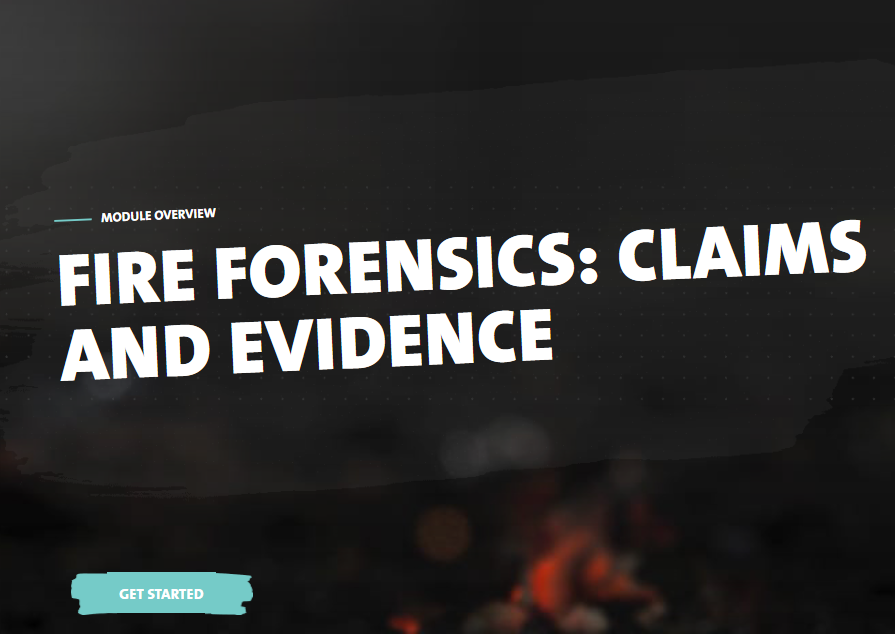 MODULE OVERVIEW
FIRE FORENSICS: CLAIMS
AND EVIDENCE
GET STARTED